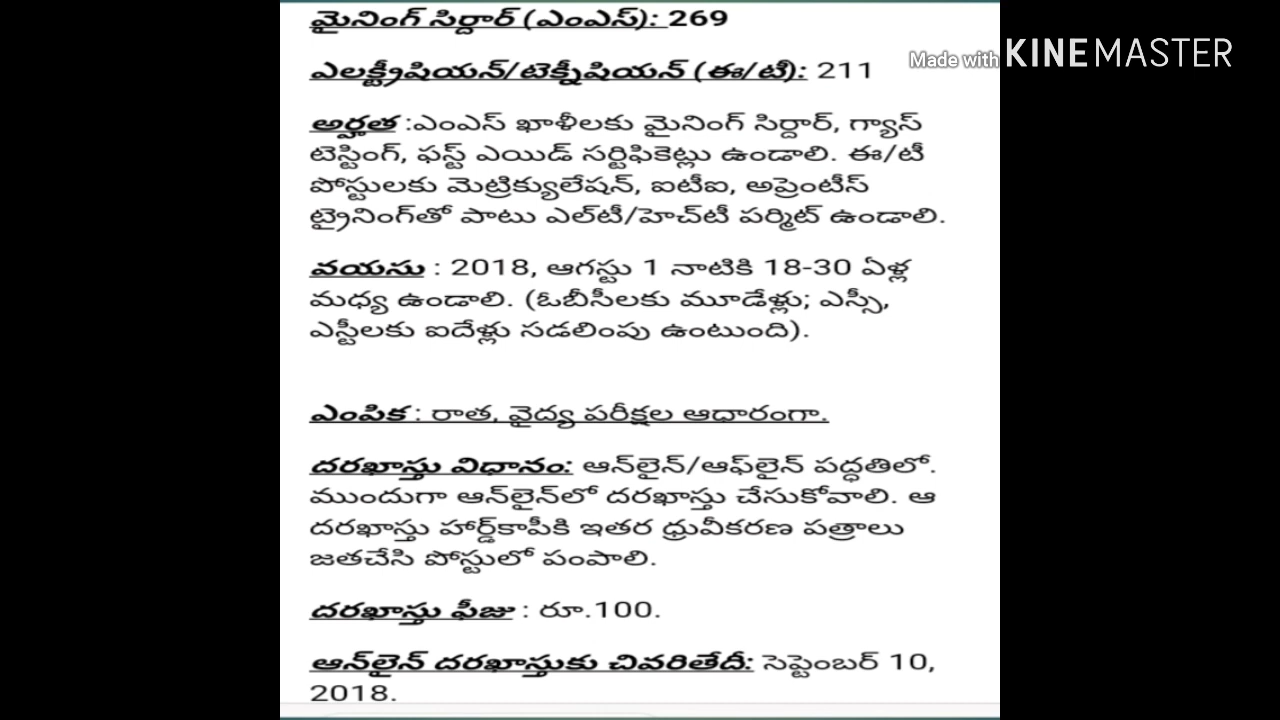 మైనింగ్ సిర్దార్ (ఎంఎస్): 269
Made with KINEMASTER
ఎలక్ట్రీషియన్/టెక్నీషియన్ (ఈ/టీ): 211
అర్హత :ఎంఎస్ ఖాళీలకు మైనింగ్ సిర్దార్, గ్యాస్
టెస్టింగ్, ఫస్ట్ ఎయిడ్ సర్టిఫికెట్లు ఉండాలి. ఈ/టీ
పోస్టులకు మెట్రిక్యులేషన్, ఐటీఐ, అప్రెంటీస్
ట్రైనింగ్‌తో పాటు ఎల్‌టీ/హెచ్‌టీ పర్మిట్ ఉండాలి.
వయసు : 2018, ఆగస్టు 1 నాటికి 18-30 ఏళ్ల
మధ్య ఉండాలి. (ఓబీసీలకు మూడేళ్లు; ఎస్సీ,
ఎస్టీలకు ఐదేళ్లు సడలింపు ఉంటుంది).
ఎంపిక : రాత, వైద్య పరీక్షల ఆధారంగా.
దరఖాస్తు విధానం: ఆన్‌లైన్/ఆఫ్‌లైన్ పద్ధతిలో.
ముందుగా ఆన్‌లైన్‌లో దరఖాస్తు చేసుకోవాలి. ఆ
దరఖాస్తు హార్డ్‌కాపీకి ఇతర ధ్రువీకరణ పత్రాలు
జతచేసి పోస్టులో పంపాలి.
దరఖాస్తు ఫీజు : రూ.100.
ఆన్‌లైన్ దరఖాస్తుకు చివరితేదీ: సెప్టెంబర్ 10,
2018.